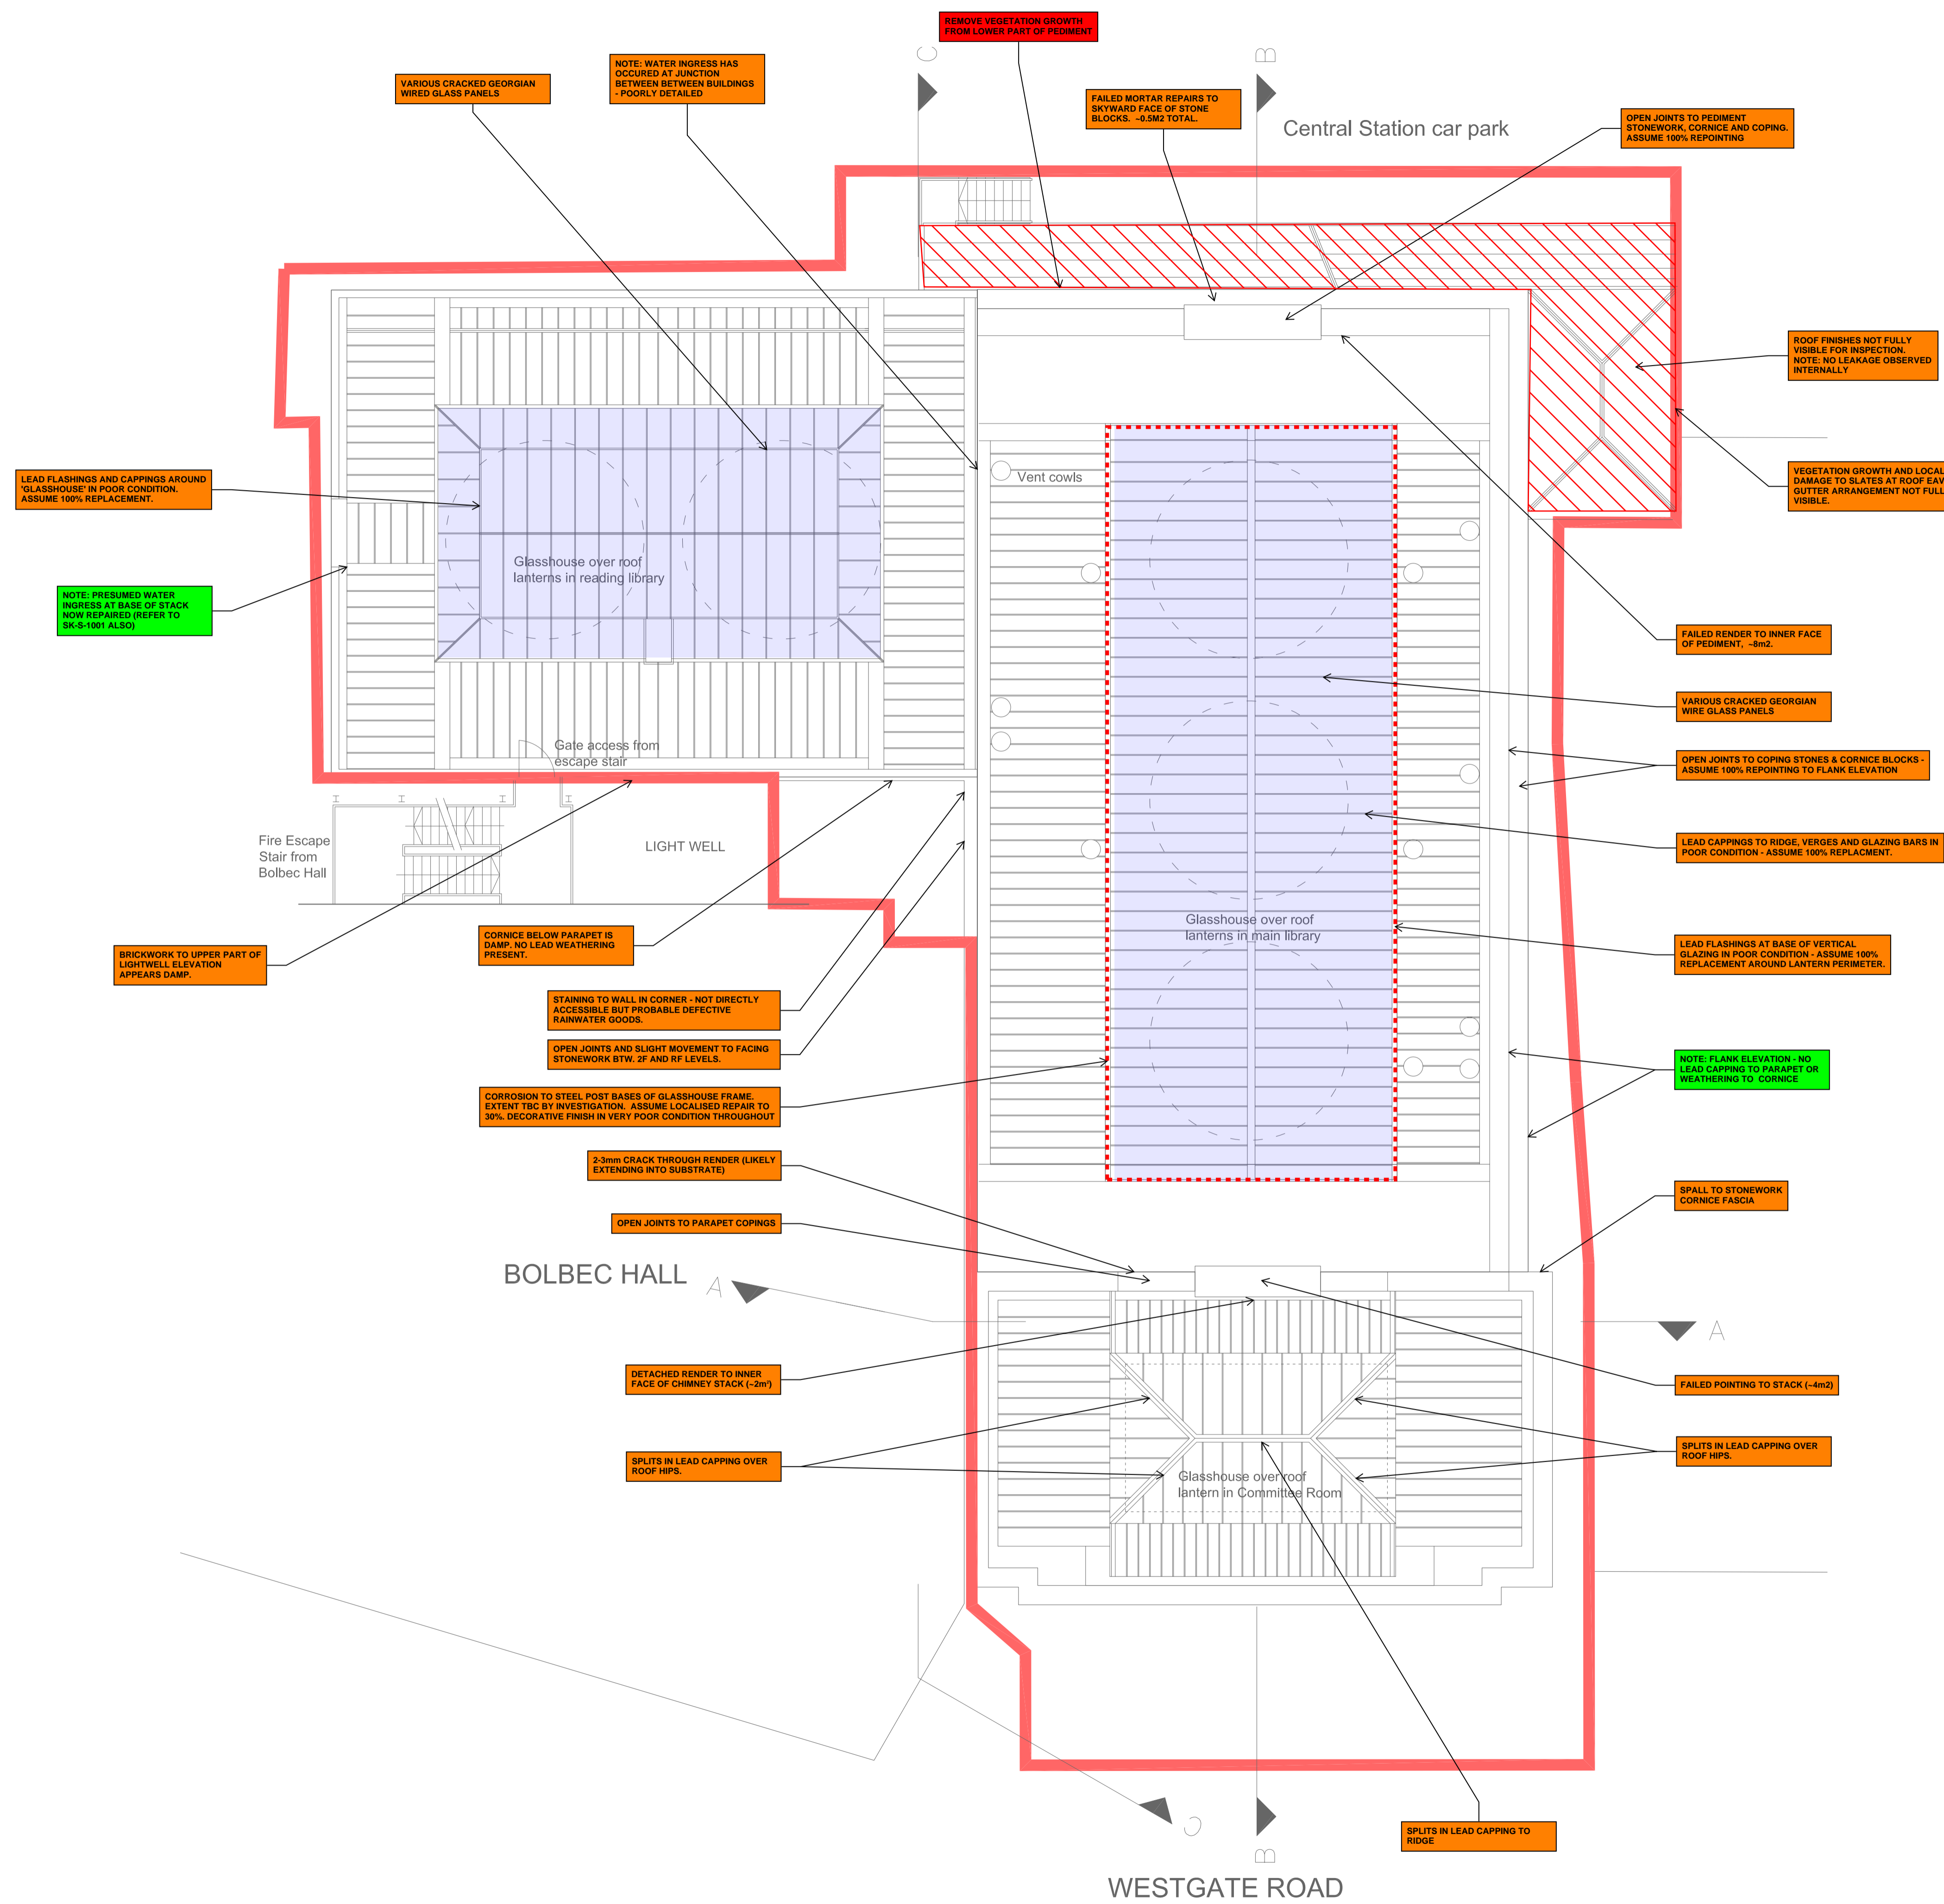 REMOVE VEGETATION GROWTH
FROM LOWER PART OF PEDIMENT
C
B
NOTE: WATER INGRESS HAS
OCCURED AT JUNCTION
BETWEEN BETWEEN BUILDINGS
- POORLY DETAILED
VARIOUS CRACKED GEORGIAN
WIRED GLASS PANELS
FAILED MORTAR REPAIRS TO
SKYWARD FACE OF STONE
BLOCKS. ~0.5M2 TOTAL.
Central Station car park
OPEN JOINTS TO PEDIMENT
STONEWORK, CORNICE AND COPING.
ASSUME 100% REPOINTING
ROOF FINISHES NOT FULLY
VISIBLE FOR INSPECTION.
NOTE: NO LEAKAGE OBSERVED
INTERNALLY
LEAD FLASHINGS AND CAPPINGS AROUND
'GLASSHOUSE' IN POOR CONDITION.
ASSUME 100% REPLACEMENT.
Vent cowls
VEGETATION GROWTH AND LOCAL
DAMAGE TO SLATES AT ROOF EAV
GUTTER ARRANGEMENT NOT FULL
VISIBLE.
Glasshouse over roof
lanterns in reading library
NOTE: PRESUMED WATER
INGRESS AT BASE OF STACK
NOW REPAIRED (REFER TO
SK-S-1001 ALSO)
FAILED RENDER TO INNER FACE
OF PEDIMENT, ~8m2.
VARIOUS CRACKED GEORGIAN
WIRE GLASS PANELS
Gate access from
escape stair
OPEN JOINTS TO COPING STONES & CORNICE BLOCKS -
ASSUME 100% REPOINTING TO FLANK ELEVATION
H
H
H
H
Fire Escape
Stair from
Bolbec Hall
LIGHT WELL
LEAD CAPPINGS TO RIDGE, VERGES AND GLAZING BARS IN
POOR CONDITION - ASSUME 100% REPLACMENT.
Glasshouse over roof
lanterns in main library
BRICKWORK TO UPPER PART OF
LIGHTWELL ELEVATION
APPEARS DAMP.
CORNICE BELOW PARAPET IS
DAMP. NO LEAD WEATHERING
PRESENT.
LEAD FLASHINGS AT BASE OF VERTICAL
GLAZING IN POOR CONDITION - ASSUME 100%
REPLACEMENT AROUND LANTERN PERIMETER.
STAINING TO WALL IN CORNER - NOT DIRECTLY
ACCESSIBLE BUT PROBABLE DEFECTIVE
RAINWATER GOODS.
OPEN JOINTS AND SLIGHT MOVEMENT TO FACING
STONEWORK BTW. 2F AND RF LEVELS.
NOTE: FLANK ELEVATION - NO
LEAD CAPPING TO PARAPET OR
WEATHERING TO CORNICE
CORROSION TO STEEL POST BASES OF GLASSHOUSE FRAME.
EXTENT TBC BY INVESTIGATION. ASSUME LOCALISED REPAIR TO
30%. DECORATIVE FINISH IN VERY POOR CONDITION THROUGHOUT
2-3mm CRACK THROUGH RENDER (LIKELY
EXTENDING INTO SUBSTRATE)
SPALL TO STONEWORK
CORNICE FASCIA
OPEN JOINTS TO PARAPET COPINGS
BOLBEC HALL
A
A
DETACHED RENDER TO INNER
FACE OF CHIMNEY STACK (~2m²)
FAILED POINTING TO STACK (~4m2)
SPLITS IN LEAD CAPPING OVER
ROOF HIPS.
SPLITS IN LEAD CAPPING OVER
ROOF HIPS.
Glasshouse over roof
lantern in Committee Room
C
B
SPLITS IN LEAD CAPPING TO
RIDGE
WESTGATE ROAD